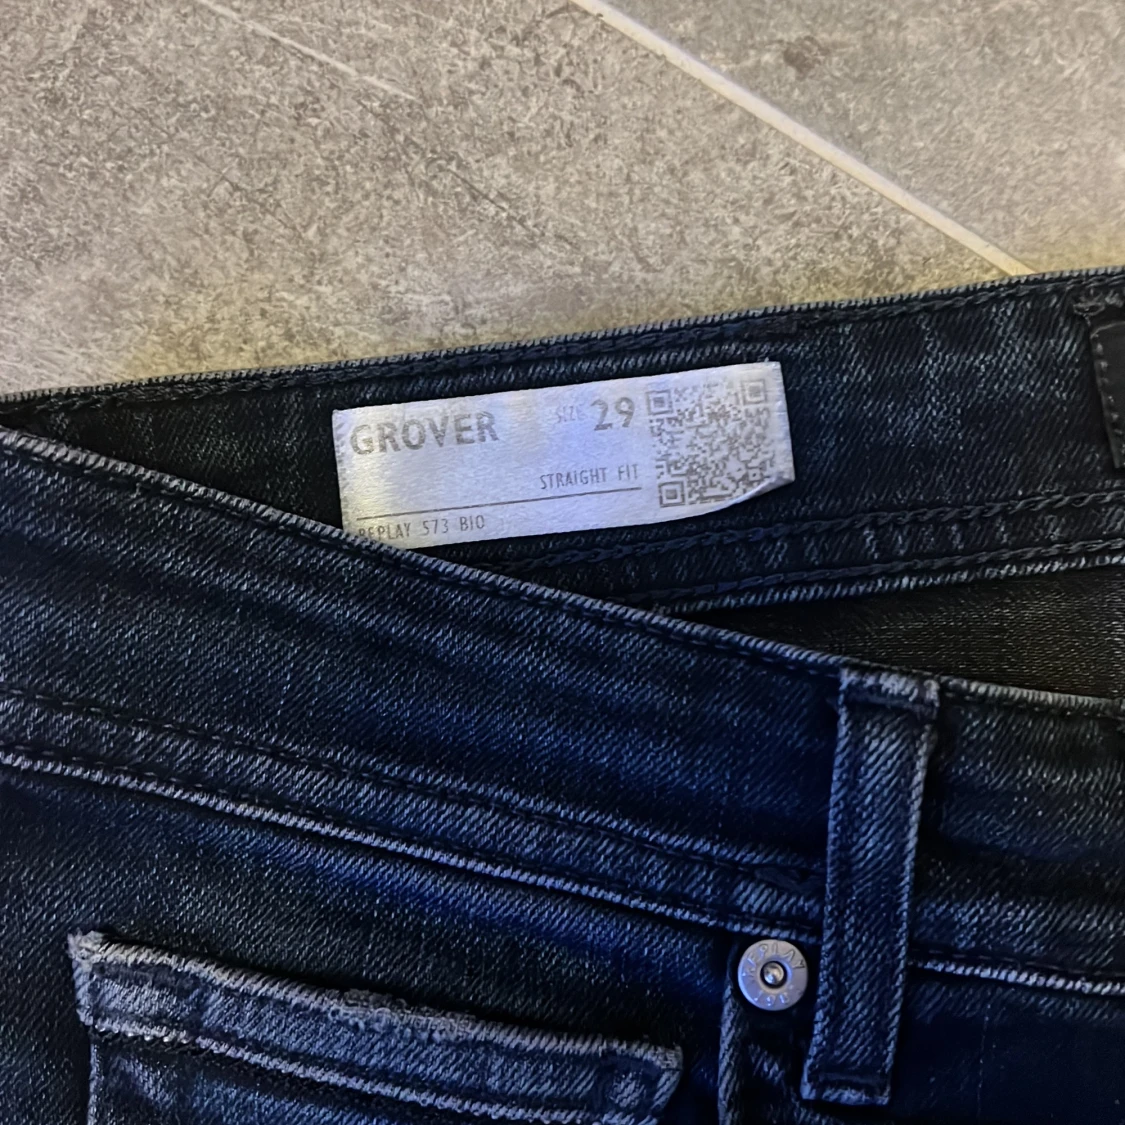 GROVER SIZE 29
STRAIGHT FIT
REPLAY 573 BIO
REPLAY